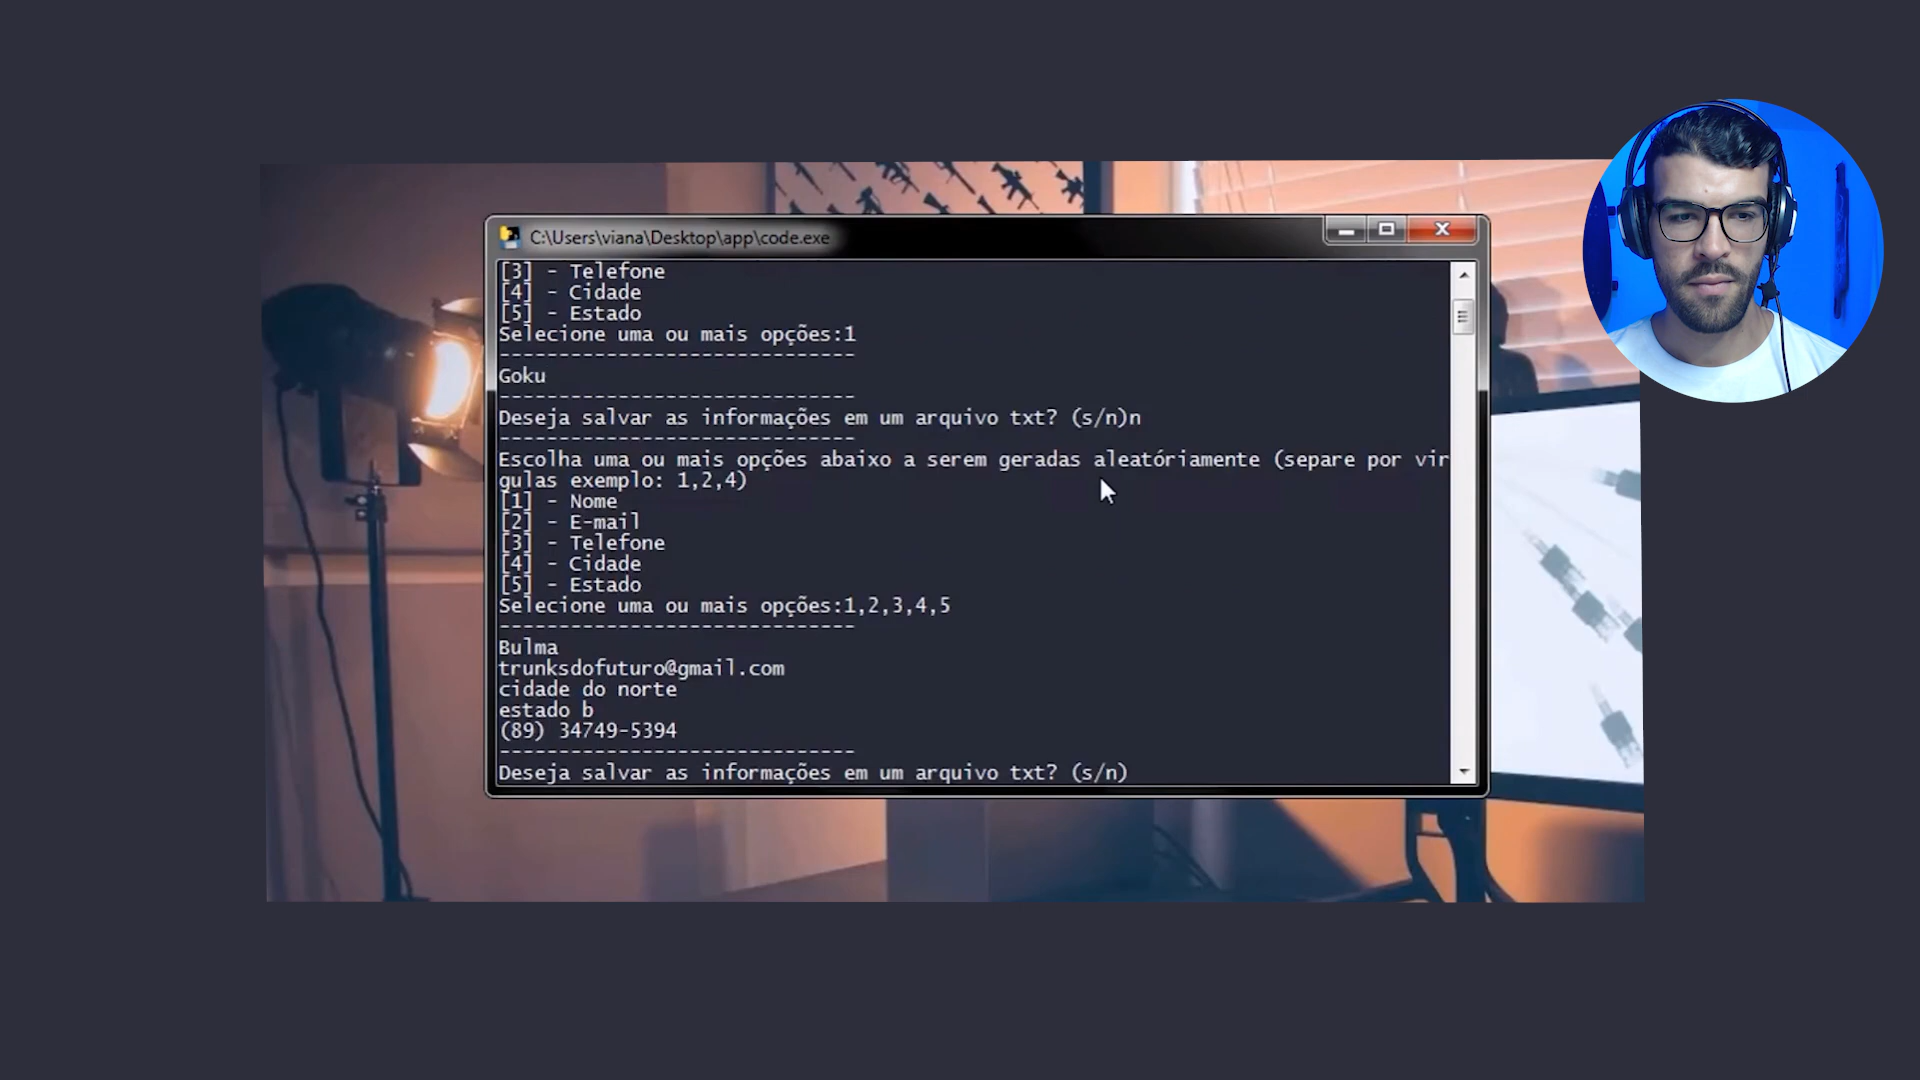 C:\Users\viana\Desktop\app\code.exe
[3] - Telefone
[4] - Cidade
[5] - Estado
Selecione uma ou mais opções:1
------------------------------
Goku
------------------------------
Deseja salvar as informações em um arquivo txt? (s/n)n
------------------------------
Escolha uma ou mais opções abaixo a serem geradas aleatóriamente (separe por vir
gulas exemplo: 1,2,4)
[1] - Nome
[2] - E-mail
[3] - Telefone
[4] - Cidade
[5] - Estado
Selecione uma ou mais opções:1,2,3,4,5
------------------------------
Bulma
trunksdofuturo@gmail.com
cidade do norte
estado b
(89) 34749-5394
------------------------------
Deseja salvar as informações em um arquivo txt? (s/n)